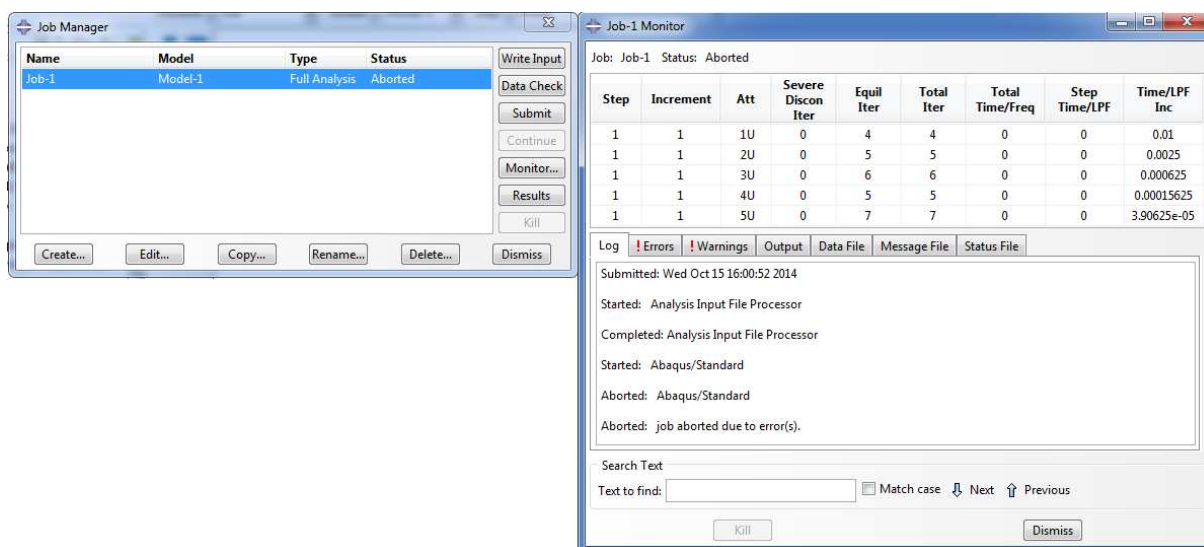 Job Manager
Name Model Type Status
Job-1 Model-1 Full Analysis Aborted
Write Input
Data Check
Submit
Continue
Monitor...
Results
Kill
Create... Edit... Copy... Rename... Delete... Dismiss
Job-1 Monitor
Job: Job-1 Status: Aborted
Step Increment Att Severe Discon Iter Equil Iter Total Iter Total Time/Freq Step Time/LPF Time/LPF Inc
1 1 1U 0 4 4 0 0 0.01
1 1 2U 0 5 5 0 0 0.0025
1 1 3U 0 6 6 0 0 0.000625
1 1 4U 0 5 5 0 0 0.00015625
1 1 5U 0 7 7 0 0 3.90625e-05
Log ! Errors ! Warnings Output Data File Message File Status File
Submitted: Wed Oct 15 16:00:52 2014
Started: Analysis Input File Processor
Completed: Analysis Input File Processor
Started: Abaqus/Standard
Aborted: Abaqus/Standard
Aborted: job aborted due to error(s).
Search Text
Text to find: Match case Next Previous
Kill Dismiss